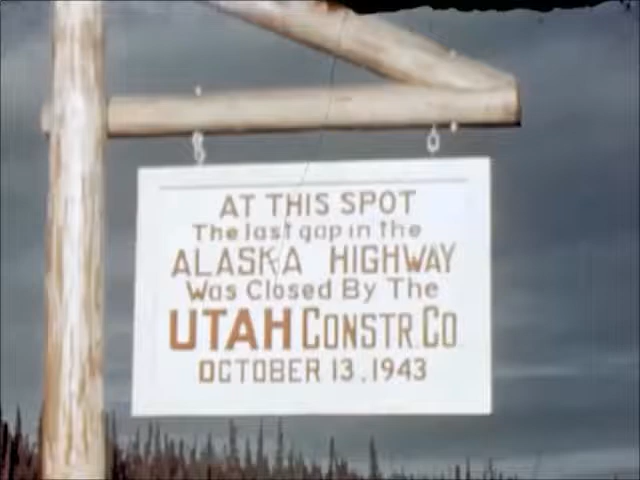 AT THIS SPOT
The last gap in the
ALASKA HIGHWAY
Was Closed By The
UTAH CONSTR. CO
OCTOBER 13, 1943